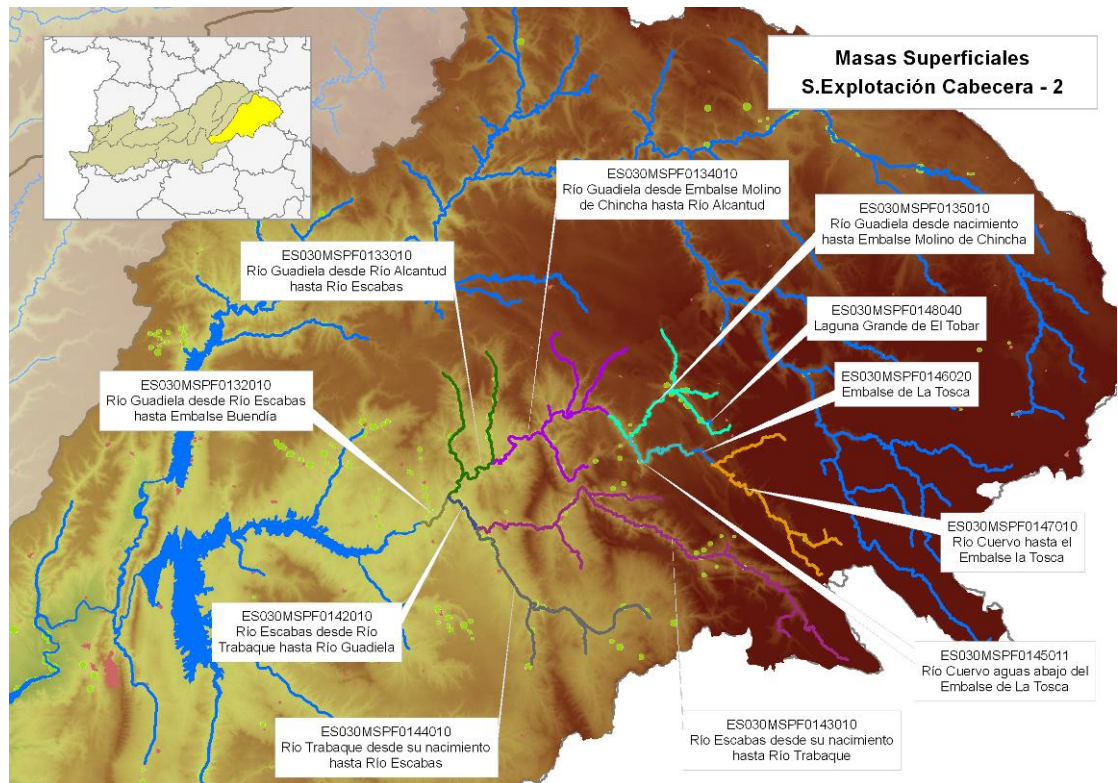 Masas Superficiales
S.Explotación Cabecera - 2
ES030MSPF0134010
Río Guadiela desde Embalse Molino
de Chincha hasta Río Alcantud
ES030MSPF0135010
Río Guadiela desde nacimiento
hasta Embalse Molino de Chincha
ES030MSPF0133010
Río Guadiela desde Río Alcantud
hasta Río Escabas
ES030MSPF0148040
Laguna Grande de El Tobar
ES030MSPF0146020
Embalse de La Tosca
ES030MSPF0132010
Río Guadiela desde Río Escabas
hasta Embalse Buendía
ES030MSPF0147010
Río Cuervo hasta el
Embalse la Tosca
ES030MSPF0142010
Río Escabas desde Río
Trabaque hasta Río Guadiela
ES030MSPF0145011
Río Cuervo aguas abajo del
Embalse de La Tosca
ES030MSPF0144010
Río Trabaque desde su nacimiento
hasta Río Escabas
ES030MSPF0143010
Río Escabas desde su nacimiento
hasta Río Trabaque